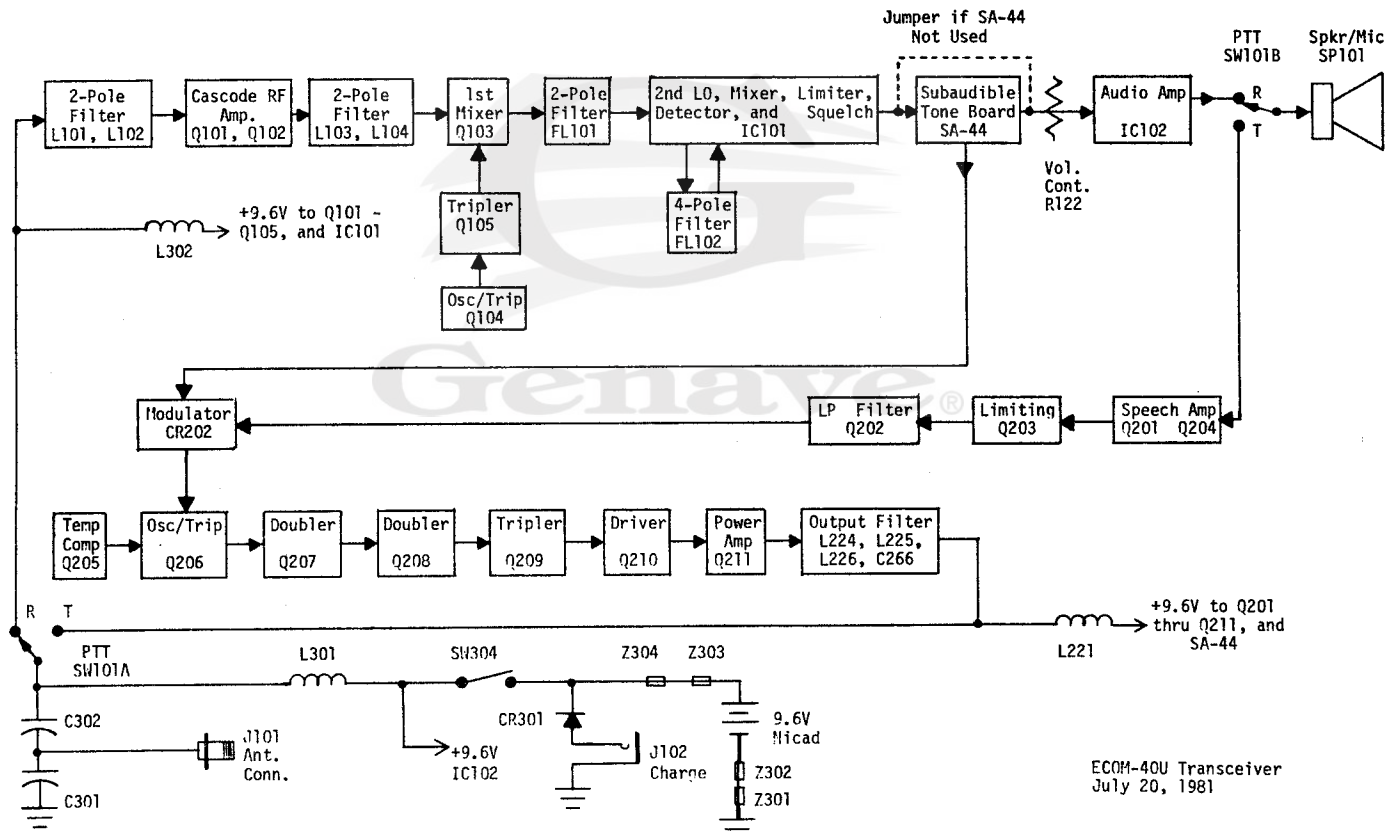 Jumper if SA-44
Not Used
PTT
SW101B
Spkr/Mic
SP101
2-Pole
Filter
L101, L102
Cascode RF
Amp.
Q101, Q102
2-Pole
Filter
L103, L104
1st
Mixer
Q103
2-Pole
Filter
FL101
2nd LO, Mixer, Limiter,
Detector, and Squelch
IC101
Subaudible
Tone Board
SA-44
Audio Amp
IC102
R
T
Vol.
Cont.
R122
+9.6V to Q101 -
Q105, and IC101
L302
Tripler
Q105
4-Pole
Filter
FL102
Osc/Trip
Q104
Genave®
Modulator
CR202
LP Filter
Q202
Limiting
Q203
Speech Amp
Q201 Q204
Temp
Comp
Q205
Osc/Trip
Q206
Doubler
Q207
Doubler
Q208
Tripler
Q209
Driver
Q210
Power
Amp
Q211
Output Filter
L224, L225,
L226, C266
R T
PTT
SW101A
+9.6V to Q201
thru Q211, and
SA-44
L221
L301
SW304
Z304 Z303
C302
J101
Ant.
Conn.
C301
+9.6V
IC102
CR301
J102
Charge
9.6V
Nicad
Z302
Z301
ECOM-40U Transceiver
July 20, 1981